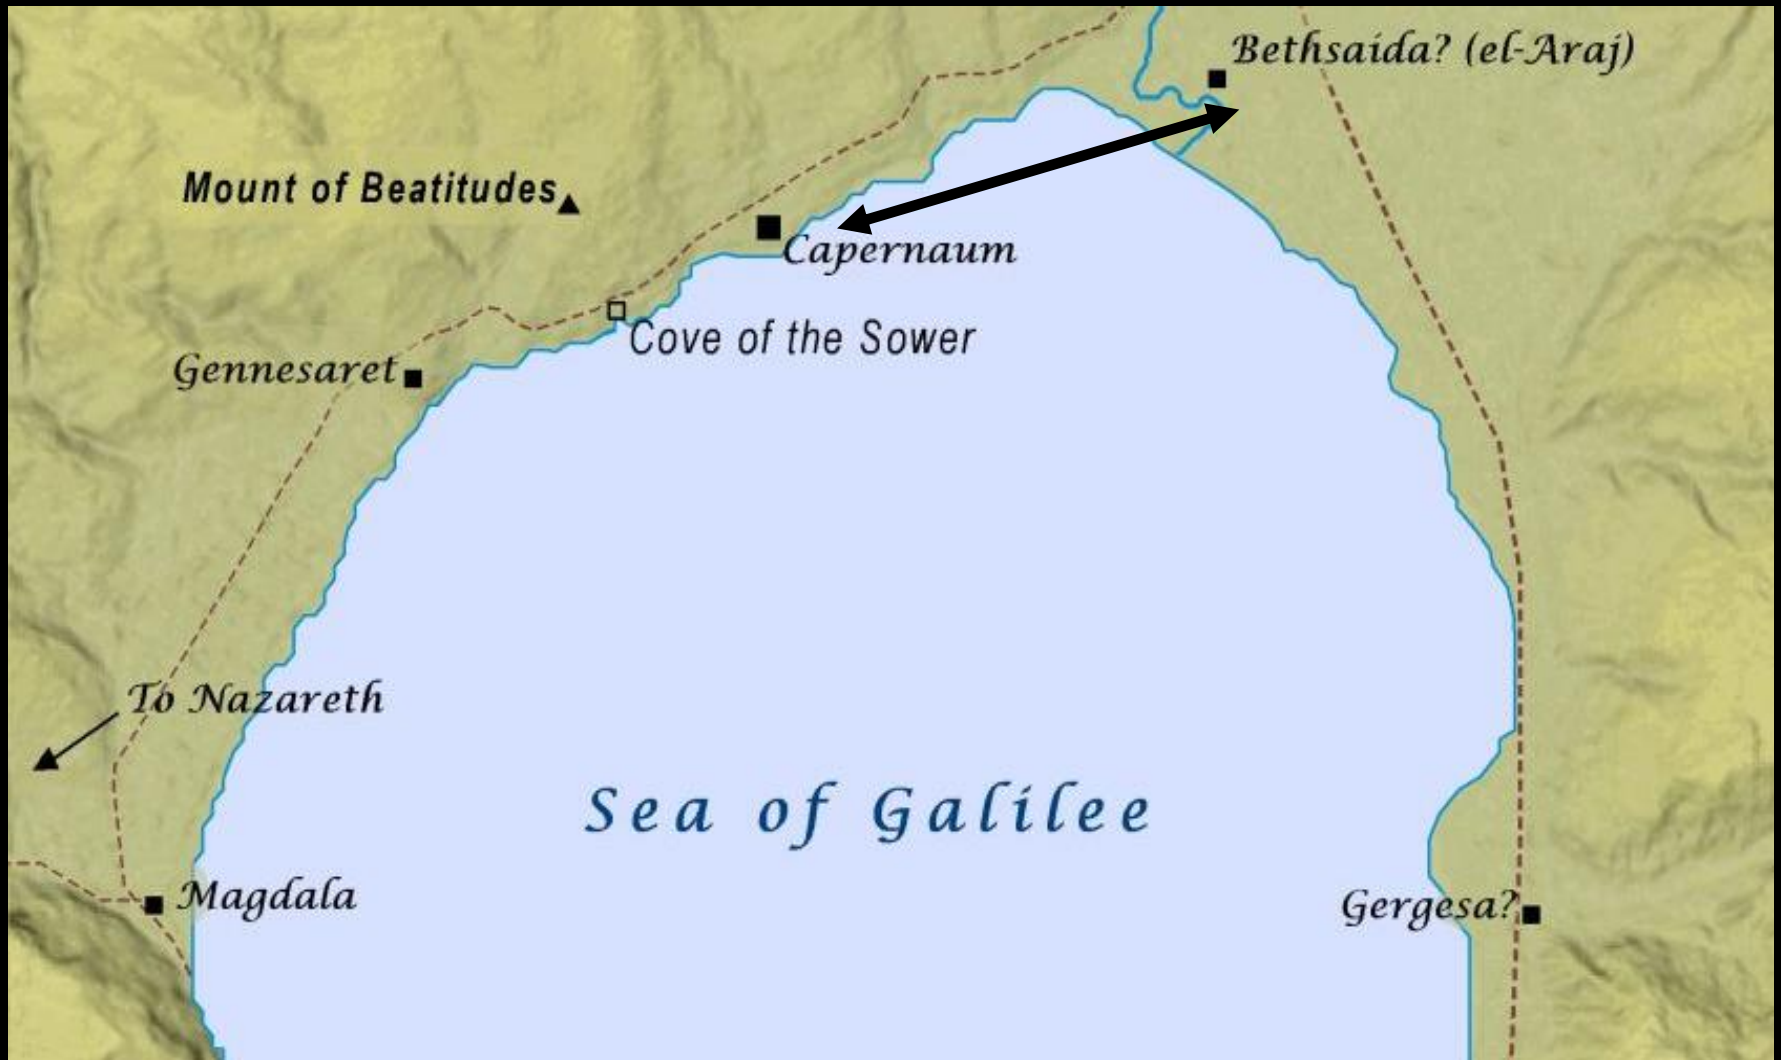 Bethsaida? (el-Araj)
Mount of Beatitudes
Capernaum
Cove of the Sower
Gennesaret
To Nazareth
Sea of Galilee
Magdala
Gergesa?